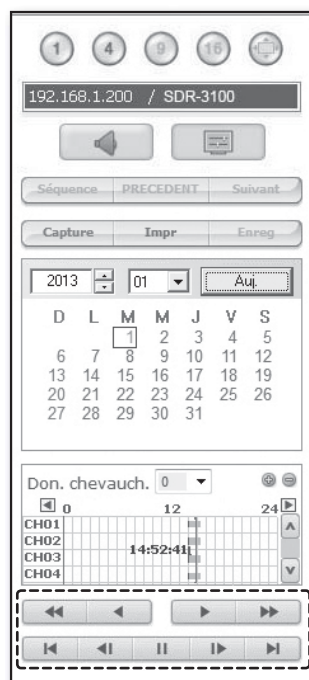 1 4 9 16
192.168.1.200 / SDR-3100
Séquence PRECEDENT Suivant
Capture Impr Enreg
2013 01 Auj.
D L M M J V S
1 2 3 4 5
6 7 8 9 10 11 12
13 14 15 16 17 18 19
20 21 22 23 24 25 26
27 28 29 30 31
Don. chevauch. 0
0 12 24
CH01
CH02
14:52:41
CH03
CH04